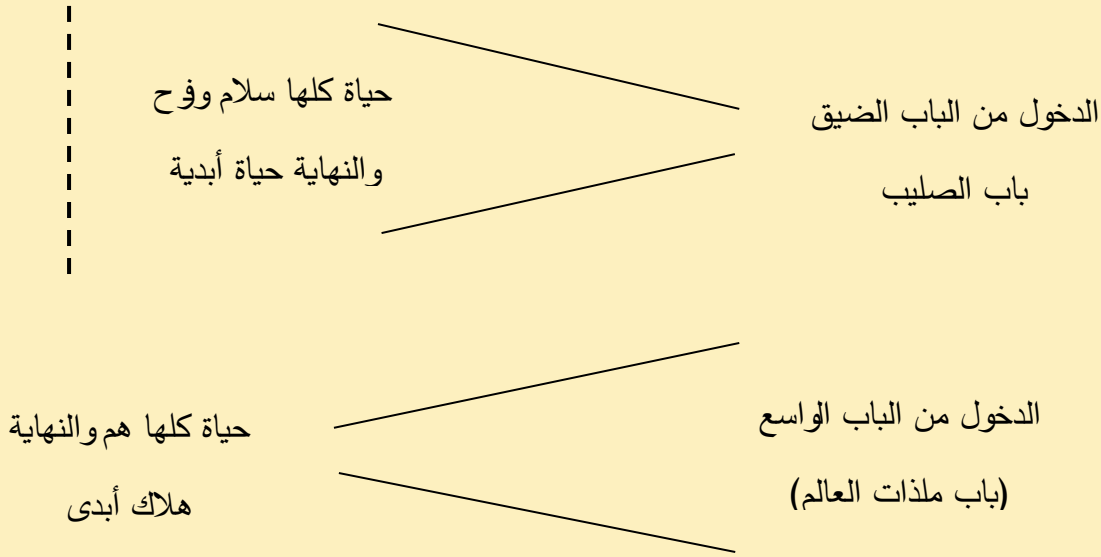 الدخول من الباب الضيق
باب الصليب
حياة كلها سلام وفرح
والنهاية حياة أبدية
الدخول من الباب الواسع
(باب ملذات العالم)
حياة كلها هم والنهاية
هلاك أبدى